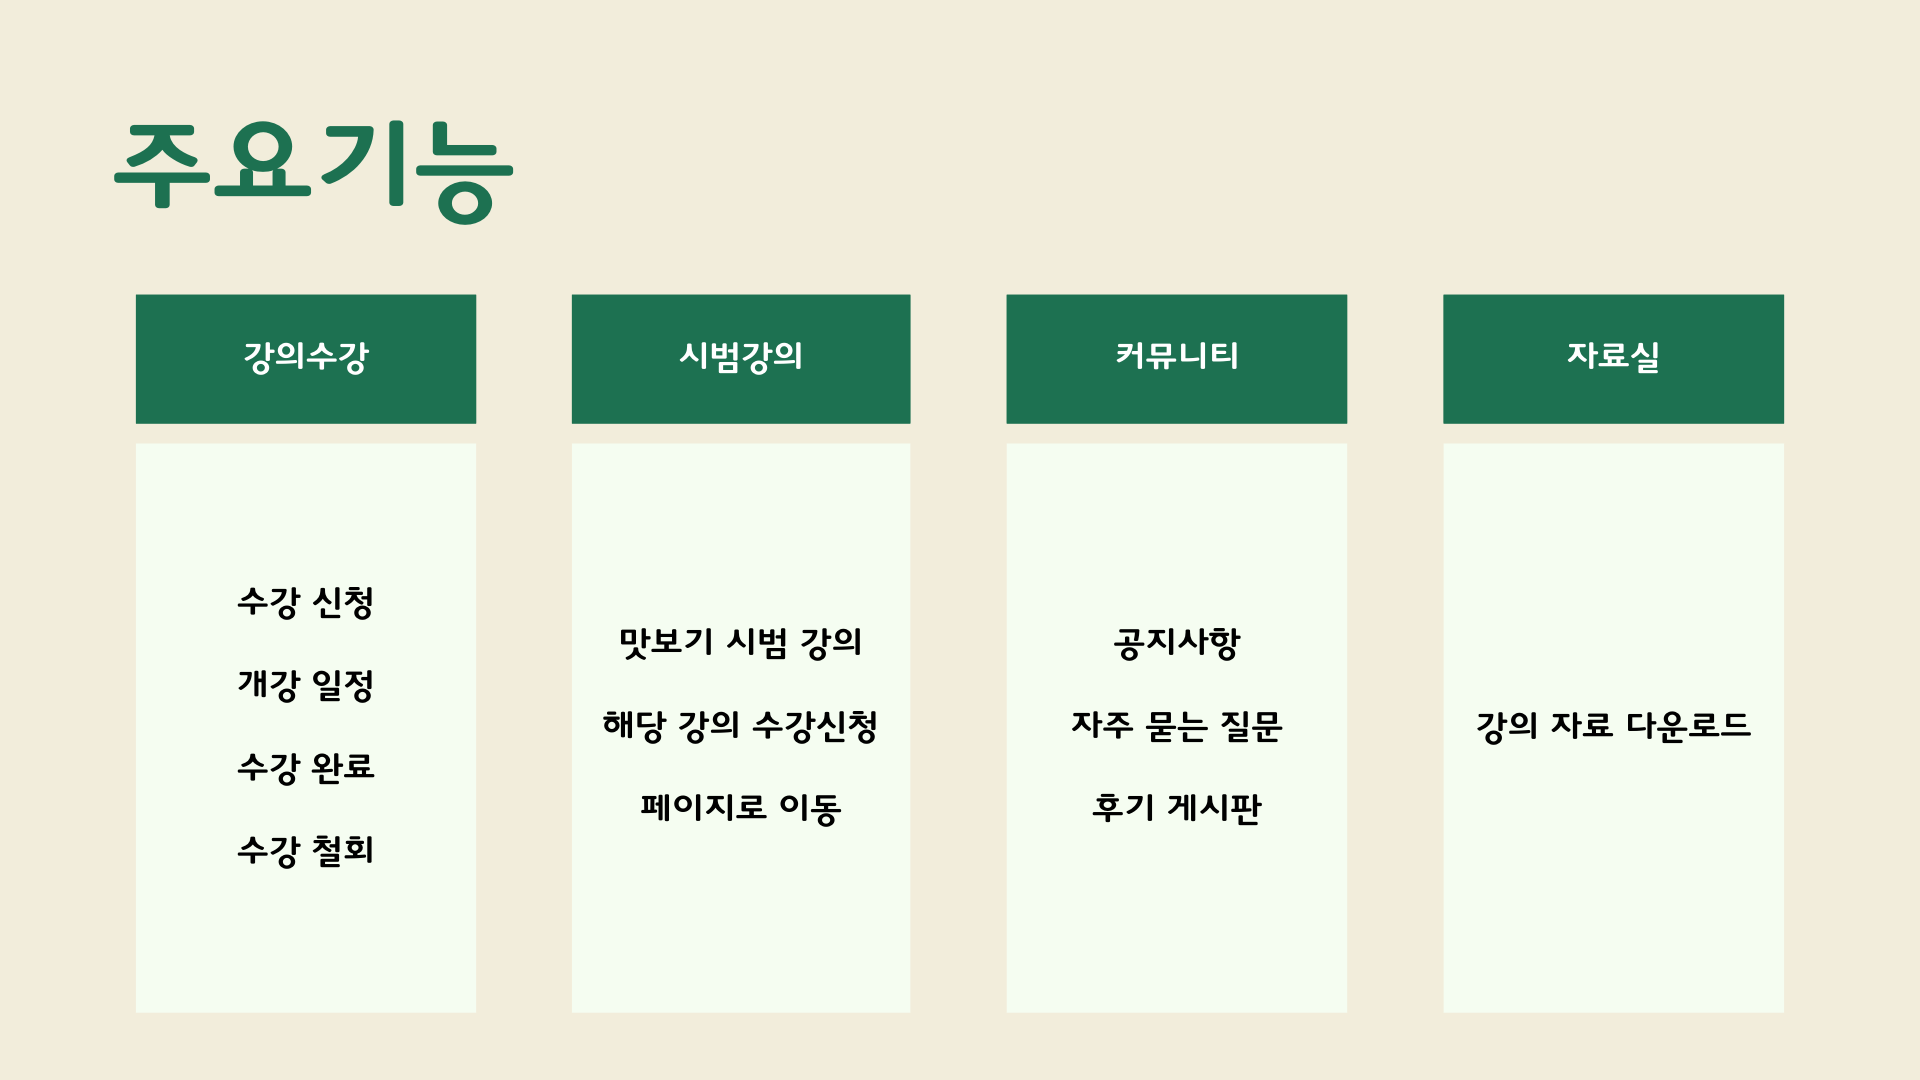 주요기능
강의수강
수강 신청
개강 일정
수강 완료
수강 철회
시범강의
맛보기 시범 강의
해당 강의 수강신청
페이지로 이동
커뮤니티
공지사항
자주 묻는 질문
후기 게시판
자료실
강의 자료 다운로드